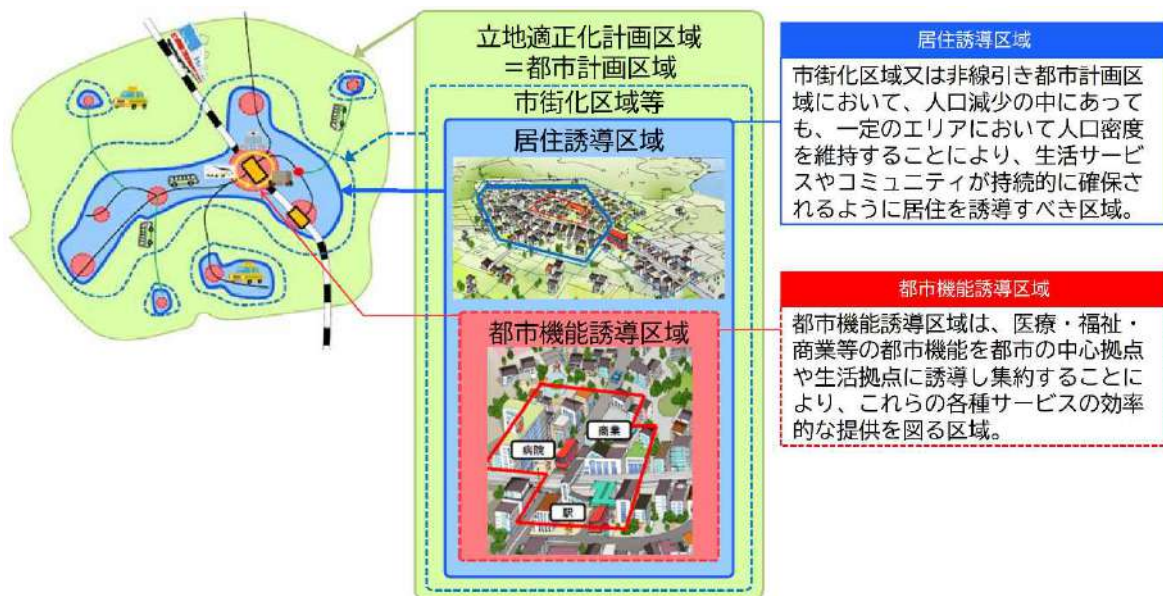 立地適正化計画区域
＝都市計画区域
市街化区域等
居住誘導区域
都市機能誘導区域
商業
病院
駅
居住誘導区域
市街化区域又は非線引き都市計画区
域において、人口減少の中にあって
も、一定のエリアにおいて人口密度
を維持することにより、生活サービ
スやコミュニティが持続的に確保さ
れるように居住を誘導すべき区域。
都市機能誘導区域
都市機能誘導区域は、医療・福祉・
商業等の都市機能を都市の中心拠点
や生活拠点に誘導し集約することに
より、これらの各種サービスの効率
的な提供を図る区域。